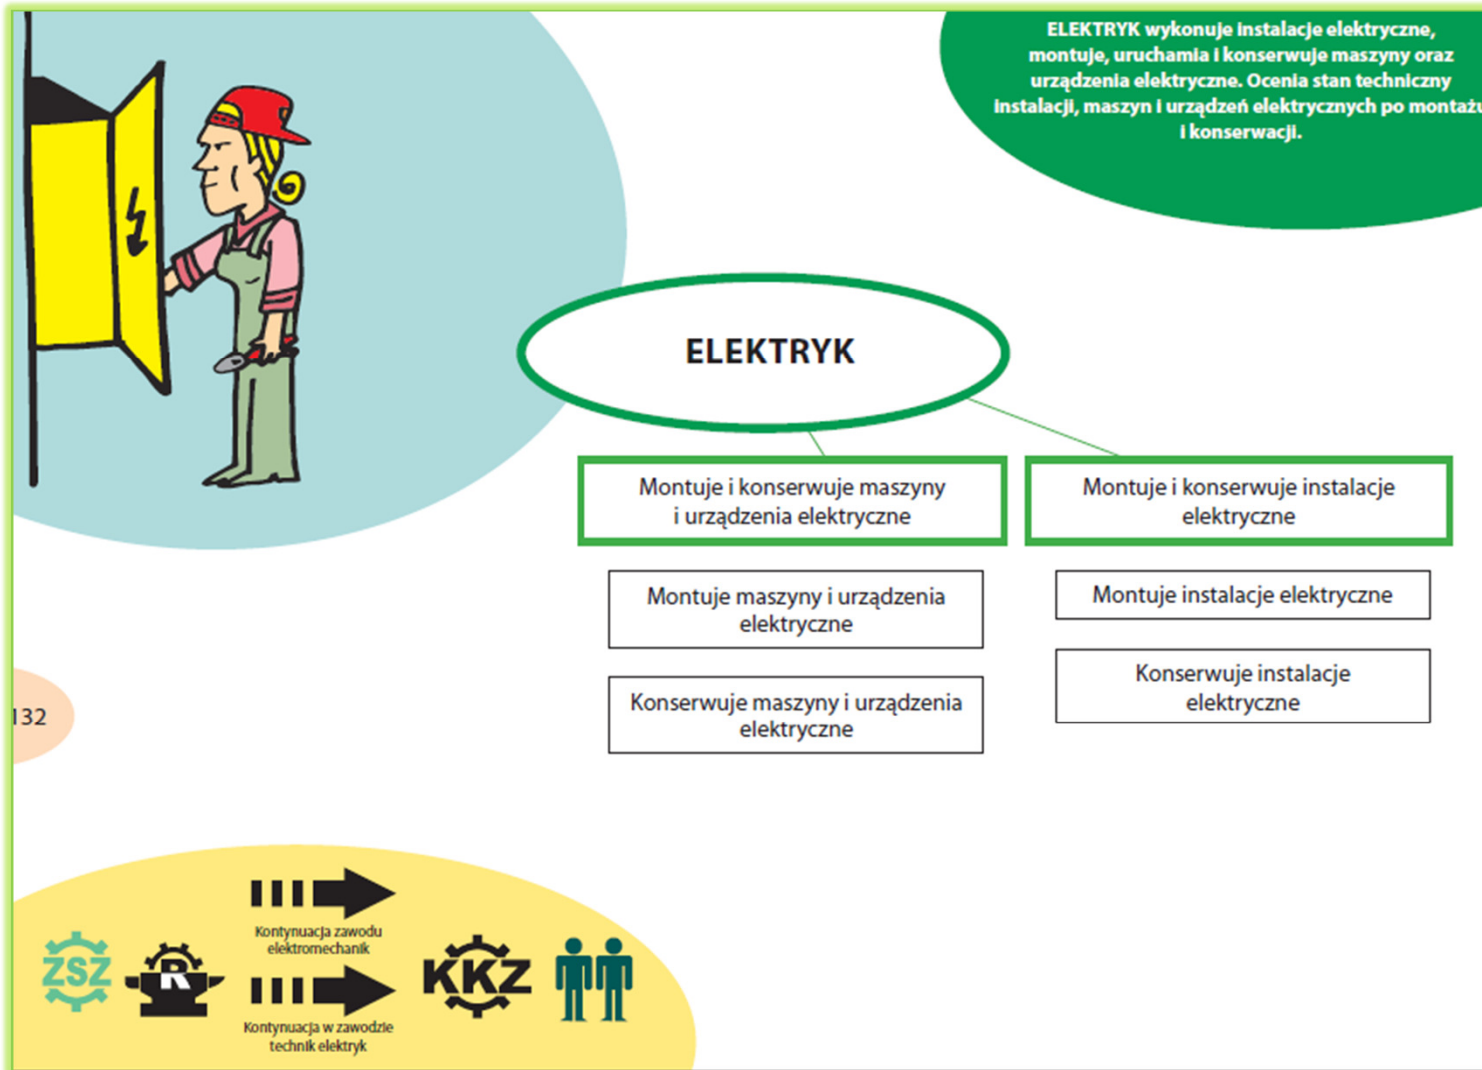 ELEKTRYK wykonuje instalacje elektryczne,
montuje, uruchamia i konserwuje maszyny oraz
urządzenia elektryczne. Ocenia stan techniczny
instalacji, maszyn i urządzeń elektrycznych po montażu
i konserwacji.
ELEKTRYK
Montuje i konserwuje maszyny
i urządzenia elektryczne
Montuje i konserwuje instalacje
elektryczne
Montuje maszyny i urządzenia
elektryczne
Montuje instalacje elektryczne
Konserwuje maszyny i urządzenia
elektryczne
Konserwuje instalacje
elektryczne
132
Kontynuacja zawodu
elektromechanik
ZSZ
R
KKZ
Kontynuacja w zawodzie
technik elektryk